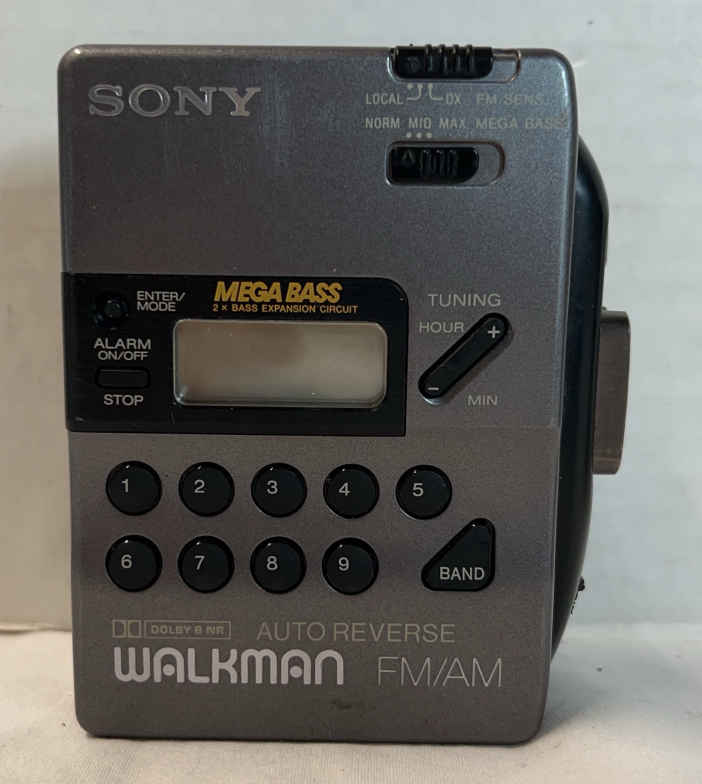 SONY
LOCAL DX FM SENS.
NORM MID MAX MEGA BASS
ENTER/
MODE
MEGA BASS
2 × BASS EXPANSION CIRCUIT
ALARM
ON/OFF
STOP
TUNING
HOUR +
−
MIN
1 2 3 4 5
6 7 8 9
BAND
DOLBY B NR
AUTO REVERSE
WALKMAN FM/AM